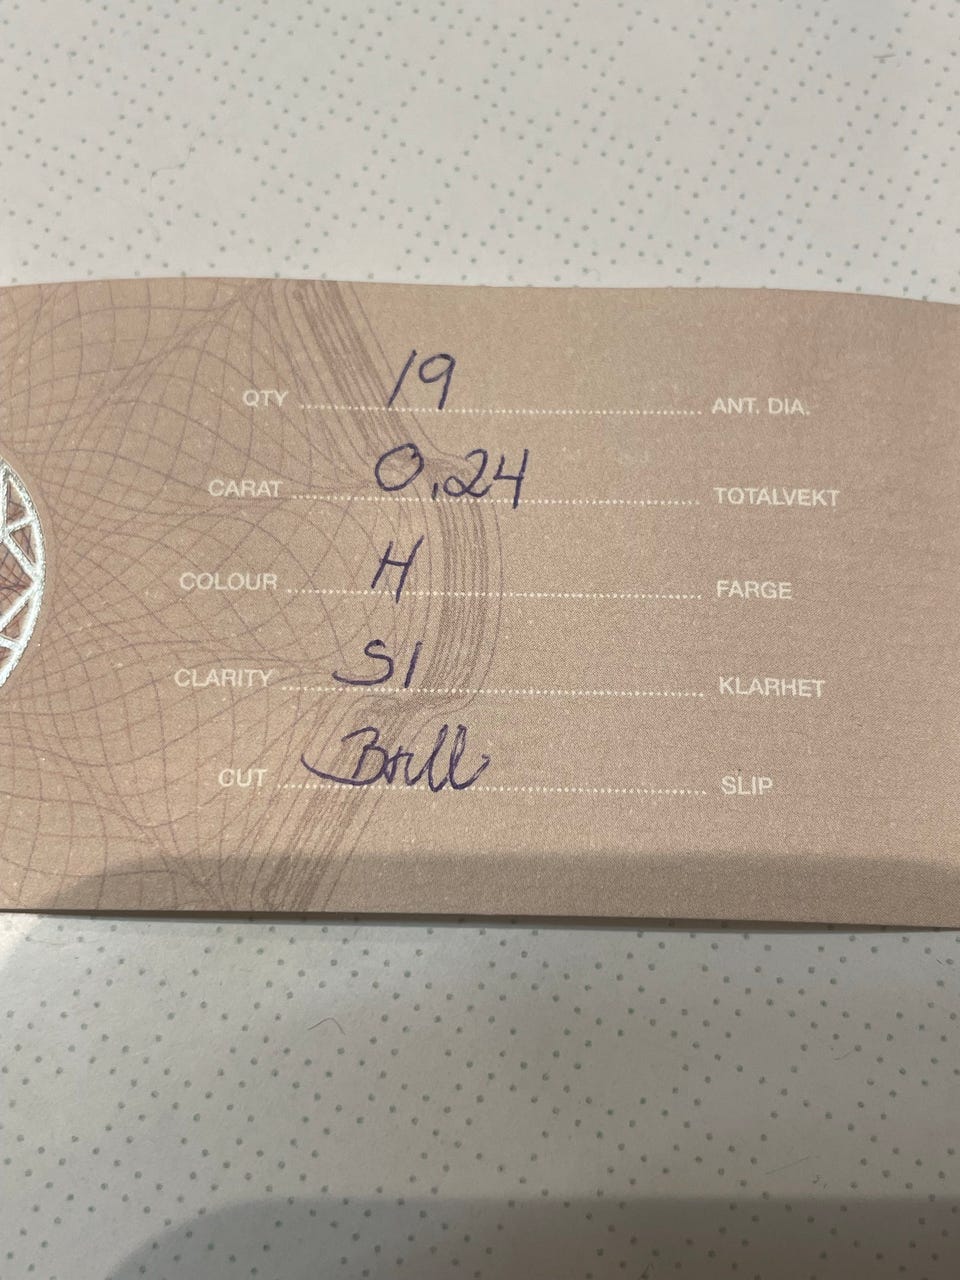 QTY 19 ANT. DIA.
CARAT 0,24 TOTALVEKT
COLOUR H FARGE
CLARITY SI KLARHET
CUT Brill SLIP